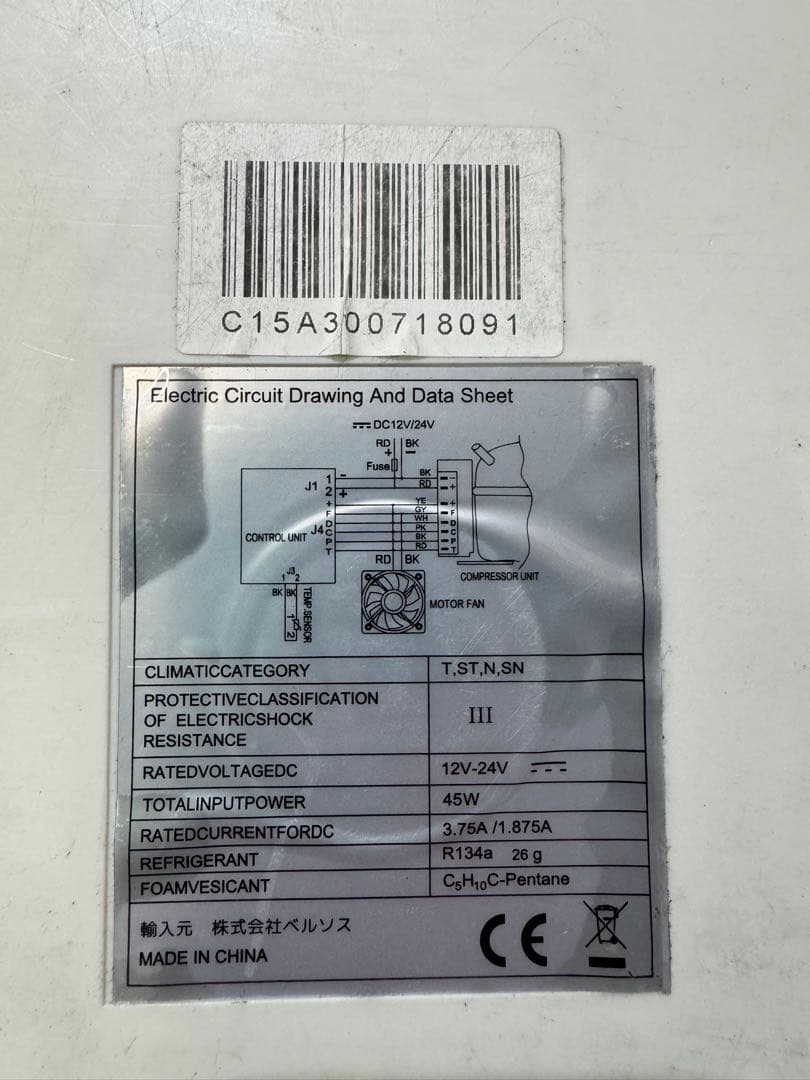 C15A300718091
Electric Circuit Drawing And Data Sheet
DC12V/24V
RD BK
+ −
Fuse
BK
RD
J1
1 −
2 +
− +
YE
GY
WH
PK
BK
RD
J4
+
F
D
C
P
T
+
F
D
C
P
T
CONTROL UNIT
RD BK
COMPRESSOR UNIT
J3
1 2
BK BK
TEMP.SENSOR
1 2
MOTOR FAN
CLIMATICCATEGORY T,ST,N,SN
PROTECTIVECLASSIFICATION
OF ELECTRICSHOCK III
RESISTANCE
RATEDVOLTAGEDC 12V-24V
TOTALINPUTPOWER 45W
RATEDCURRENTFORDC 3.75A /1.875A
REFRIGERANT R134a 26 g
FOAMVESICANT C₅H₁₀C-Pentane
輸入元 株式会社ベルソス
MADE IN CHINA
CE